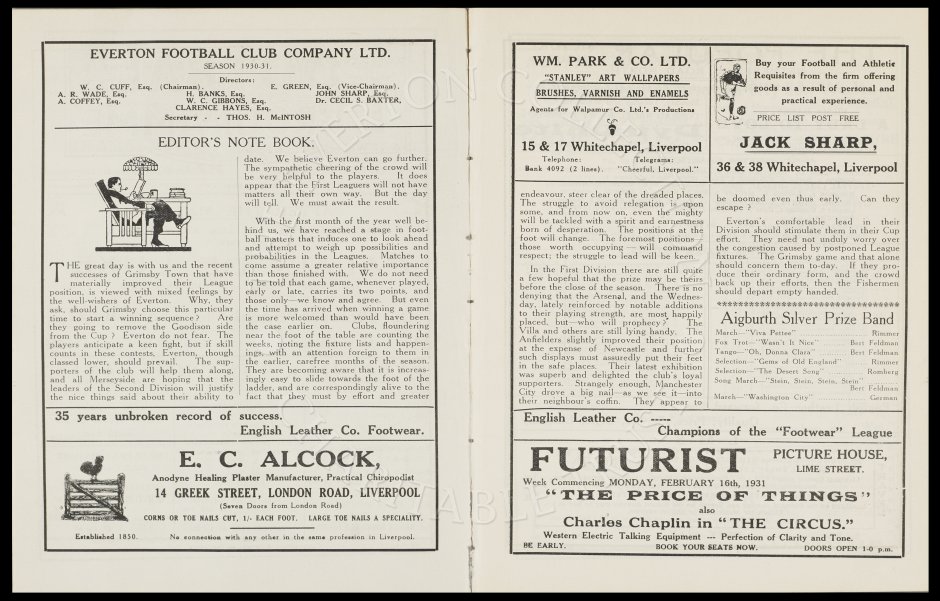 EVERTON FOOTBALL CLUB COMPANY LTD.
SEASON 1930-31.
Directors:
W. C. CUFF, Esq. (Chairman). E. GREEN, Esq. (Vice-Chairman).
A. R. WADE, Esq. H. BANKS, Esq. JOHN SHARP, Esq.
A. COFFEY, Esq. W. C. GIBBONS, Esq. Dr. CECIL S. BAXTER,
CLARENCE HAYES, Esq.
Secretary - - THOS. H. McINTOSH
EDITOR'S NOTE BOOK.
THE great day is with us and the recent
successes of Grimsby Town that have
materially improved their League
position, is viewed with mixed feelings by
the well-wishers of Everton. Why, they
ask, should Grimsby choose this particular
time to start a winning sequence? Are
they going to remove the Goodison side
from the Cup? Everton do not fear. The
players anticipate a keen fight, but if skill
counts in these contests, Everton, though
classed lower, should prevail. The sup-
porters of the club will help them along,
and all Merseyside are hoping that the
leaders of the Second Division will justify
the nice things said about their ability to
date. We believe Everton can go further.
The sympathetic cheering of the crowd will
be very helpful to the players. It does
appear that the First Leaguers will not have
matters all their own way. But the day
will tell. We must await the result.
With the first month of the year well be-
hind us, we have reached a stage in foot-
ball matters that induces one to look ahead
and attempt to weigh up possibilities and
probabilities in the Leagues. Matches to
come assume a greater relative importance
than those finished with. We do not need
to be told that each game, whenever played,
early or late, carries its two points, and
those only—we know and agree. But even
the time has arrived when winning a game
is more welcomed than would have been
the case earlier on. Clubs, floundering
near the foot of the table are counting the
weeks, noting the fixture lists and happen-
ings, with an attention foreign to them in
the earlier, carefree months of the season.
They are becoming aware that it is increas-
ingly easy to slide towards the foot of the
ladder, and are correspondingly alive to the
fact that they must by effort and greater
35 years unbroken record of success.
English Leather Co. Footwear.
E. C. ALCOCK,
Anodyne Healing Plaster Manufacturer, Practical Chiropodist
14 GREEK STREET, LONDON ROAD, LIVERPOOL
(Seven Doors from London Road)
CORNS OR TOE NAILS CUT, 1/- EACH FOOT. LARGE TOE NAILS A SPECIALITY.
Established 1850. No connection with any other in the same profession in Liverpool.
WM. PARK & CO. LTD.
"STANLEY" ART WALLPAPERS
BRUSHES, VARNISH AND ENAMELS
Agents for Walpamur Co. Ltd.'s Productions
15 & 17 Whitechapel, Liverpool
Telephone: Telegrams:
Bank 4092 (2 lines). "Cheerful, Liverpool."
Buy your Football and Athletic
Requisites from the firm offering
goods as a result of personal and
practical experience.
PRICE LIST POST FREE
JACK SHARP,
36 & 38 Whitechapel, Liverpool
endeavour, steer clear of the dreaded places.
The struggle to avoid relegation is upon
some, and from now on, even the mighty
will be tackled with a spirit and earnestness
born of desperation. The positions at the
foot will change. The foremost positions—
those worth occupying—will command
respect; the struggle to lead will be keen.
In the First Division there are still quite
a few hopeful that the prize may be theirs
before the close of the season. There is no
denying that the Arsenal, and the Wednes-
day, lately reinforced by notable additions
to their playing strength, are most happily
placed, but—who will prophecy? The
Villa and others are still handy. The
Anfielders slightly improved their position
at the expense of Newcastle and further
such displays must assuredly put their feet
in the safe places. Their latest exhibition
was superb and delighted the club's loyal
supporters. Strangely enough, Manchester
City drove a big nail—as we see it—into
their neighbour's coffin. They appear to
be doomed even thus early. Can they
escape?
Everton's comfortable lead in their
Division should stimulate them in their Cup
effort. They need not unduly worry over
the congestion caused by postponed League
fixtures. The Grimsby game and that alone
should concern them to-day. If they pro-
duce their ordinary form, and the crowd
back up their efforts, then the Fishermen
should depart empty handed.
************************************
Aigburth Silver Prize Band
March—"Viva Pettee" Rimmer
Fox Trot—"Wasn't It Nice" Bert Feldman
Tango—"Oh, Donna Clara" Bert Feldman
Selection—"Gems of Old England" Rimmer
Selection—"The Desert Song" Romberg
Song March—"Stein, Stein, Stein, Stein"
Bert Feldman
March—"Washington City" German
English Leather Co. -----
Champions of the "Footwear" League
FUTURIST PICTURE HOUSE,
LIME STREET.
Week Commencing MONDAY, FEBRUARY 16th, 1931
"THE PRICE OF THINGS"
also
Charles Chaplin in "THE CIRCUS."
Western Electric Talking Equipment --- Perfection of Clarity and Tone.
BE EARLY. BOOK YOUR SEATS NOW. DOORS OPEN 1-0 p.m.